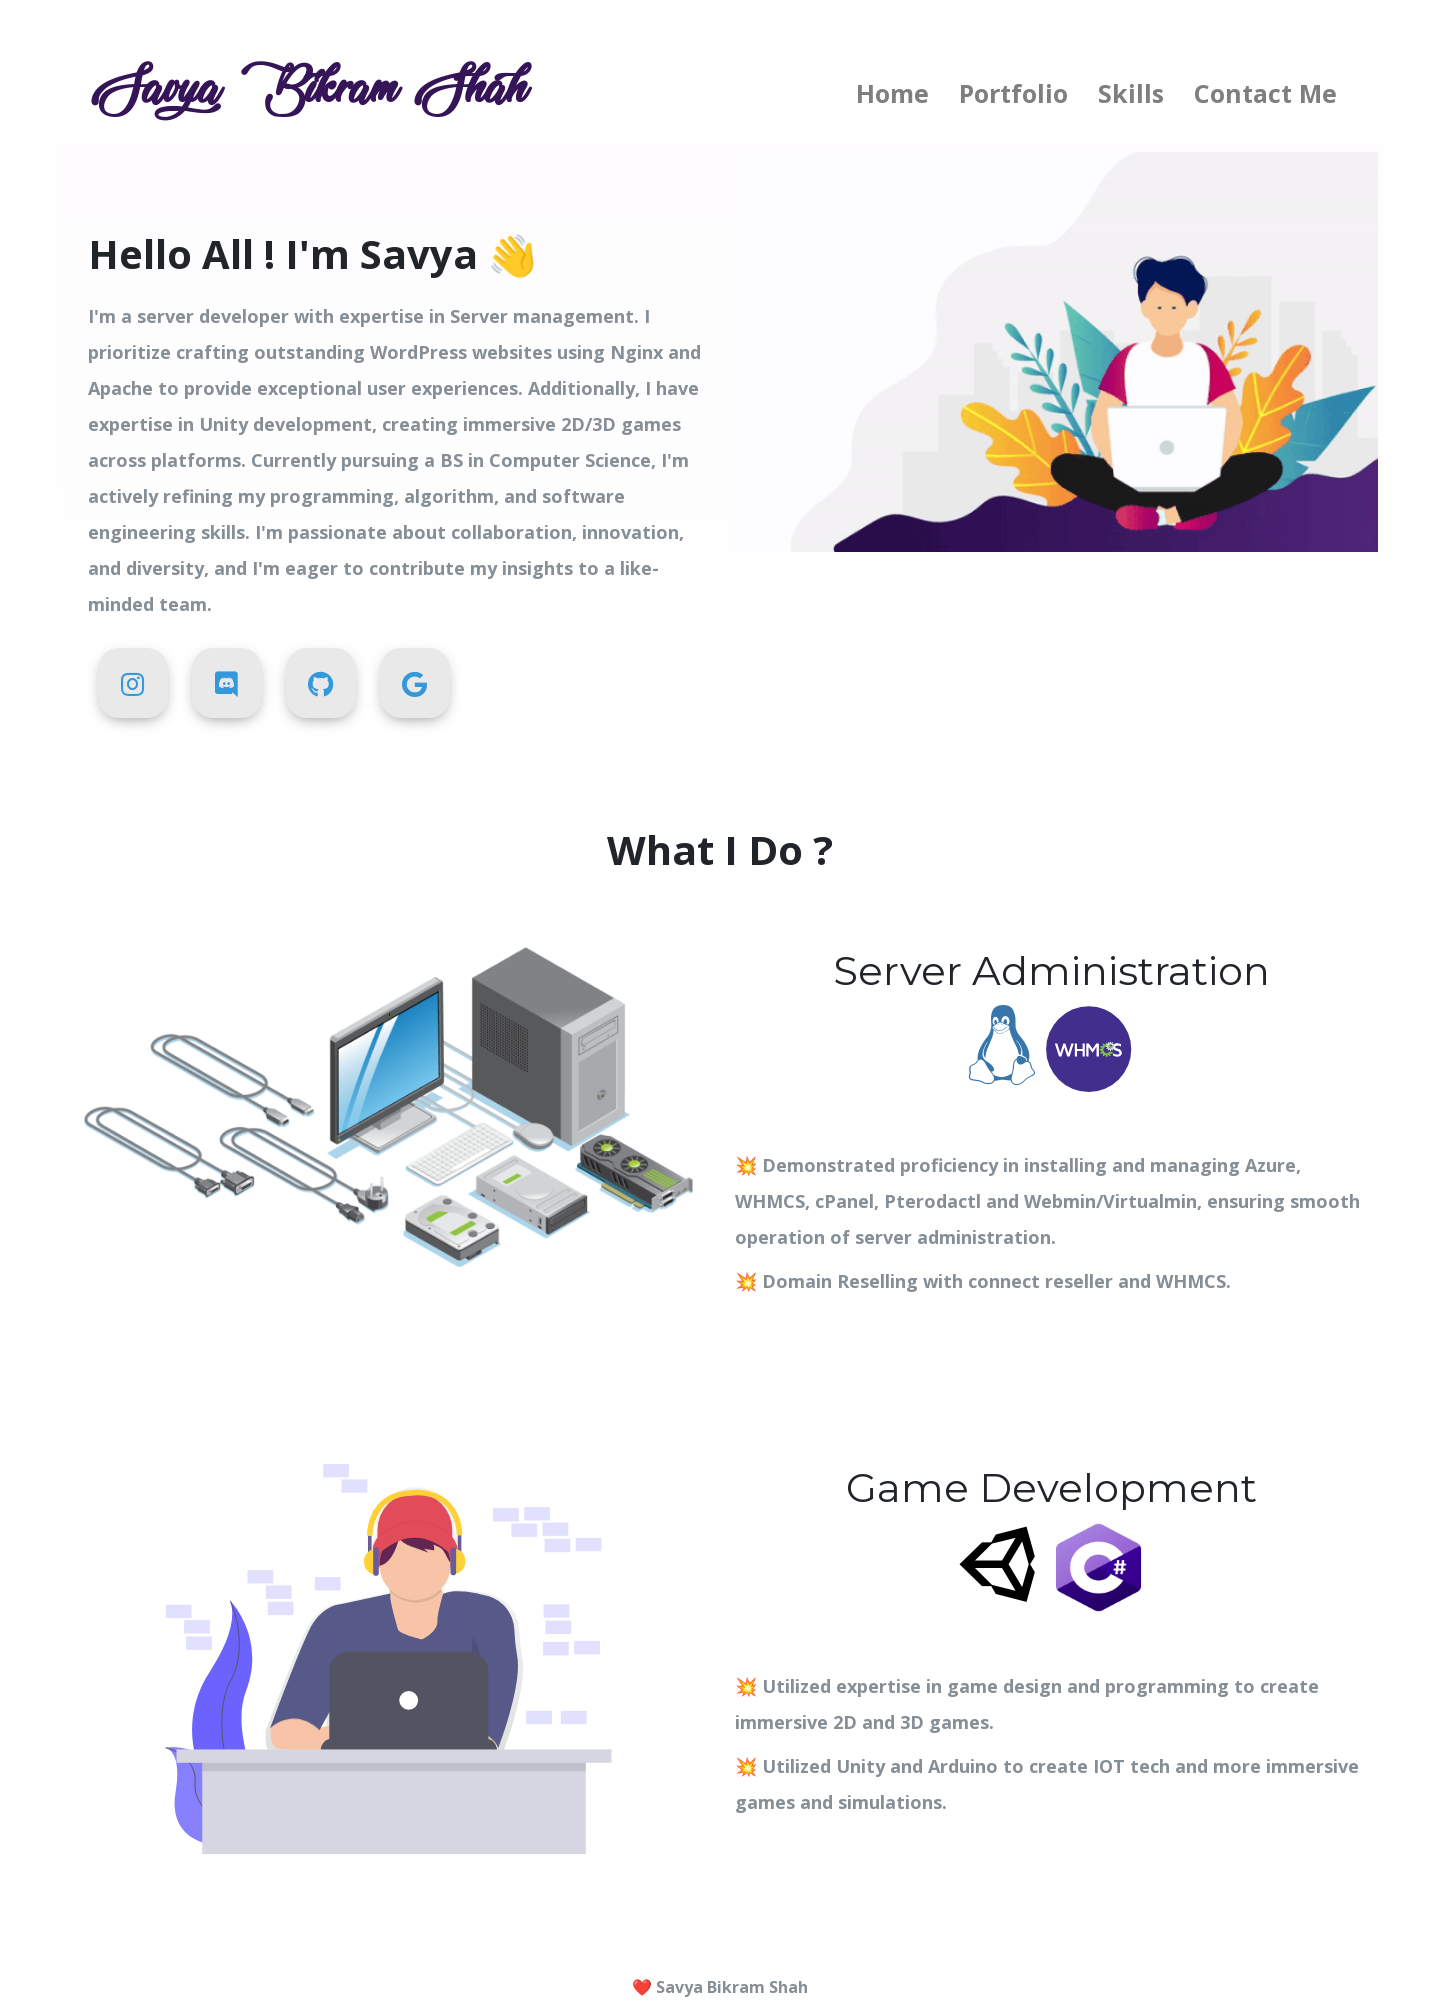 Savya Bikram Shah
Home Portfolio Skills Contact Me
Hello All ! I'm Savya 👋
I'm a server developer with expertise in Server management. I
prioritize crafting outstanding WordPress websites using Nginx and
Apache to provide exceptional user experiences. Additionally, I have
expertise in Unity development, creating immersive 2D/3D games
across platforms. Currently pursuing a BS in Computer Science, I'm
actively refining my programming, algorithm, and software
engineering skills. I'm passionate about collaboration, innovation,
and diversity, and I'm eager to contribute my insights to a like-
minded team.
What I Do ?
Server Administration
WHMCS
💥 Demonstrated proficiency in installing and managing Azure,
WHMCS, cPanel, Pterodactl and Webmin/Virtualmin, ensuring smooth
operation of server administration.
💥 Domain Reselling with connect reseller and WHMCS.
Game Development
C#
💥 Utilized expertise in game design and programming to create
immersive 2D and 3D games.
💥 Utilized Unity and Arduino to create IOT tech and more immersive
games and simulations.
❤️ Savya Bikram Shah